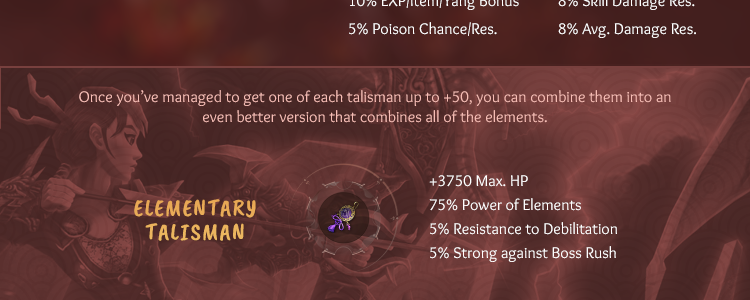 10% EXP/Item/Yang Bonus
8% Skill Damage Res.
5% Poison Chance/Res.
8% Avg. Damage Res.
Once you've managed to get one of each talisman up to +50, you can combine them into an
even better version that combines all of the elements.
ELEMENTARY
TALISMAN
+3750 Max. HP
75% Power of Elements
5% Resistance to Debilitation
5% Strong against Boss Rush